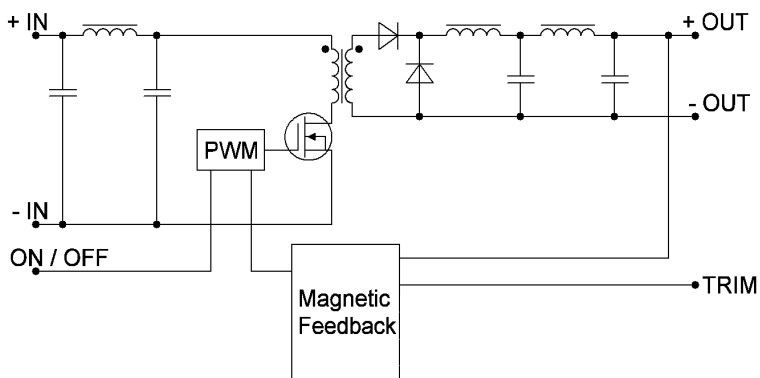 + IN
+ OUT
- OUT
PWM
- IN
ON / OFF
TRIM
Magnetic
Feedback